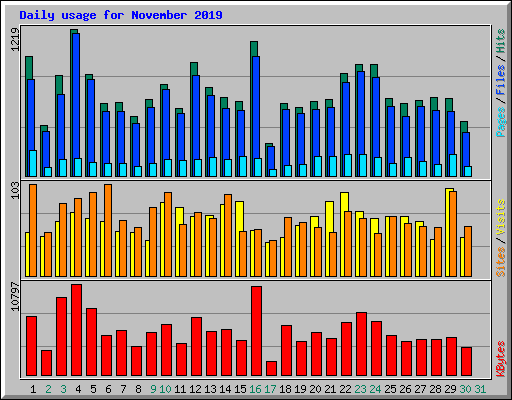 Daily usage for November 2019
1219
Pages/Files/Hits
103
Sites/Visits
10797
KBytes
1 2 3 4 5 6 7 8 9 10 11 12 13 14 15 16 17 18 19 20 21 22 23 24 25 26 27 28 29 30 31